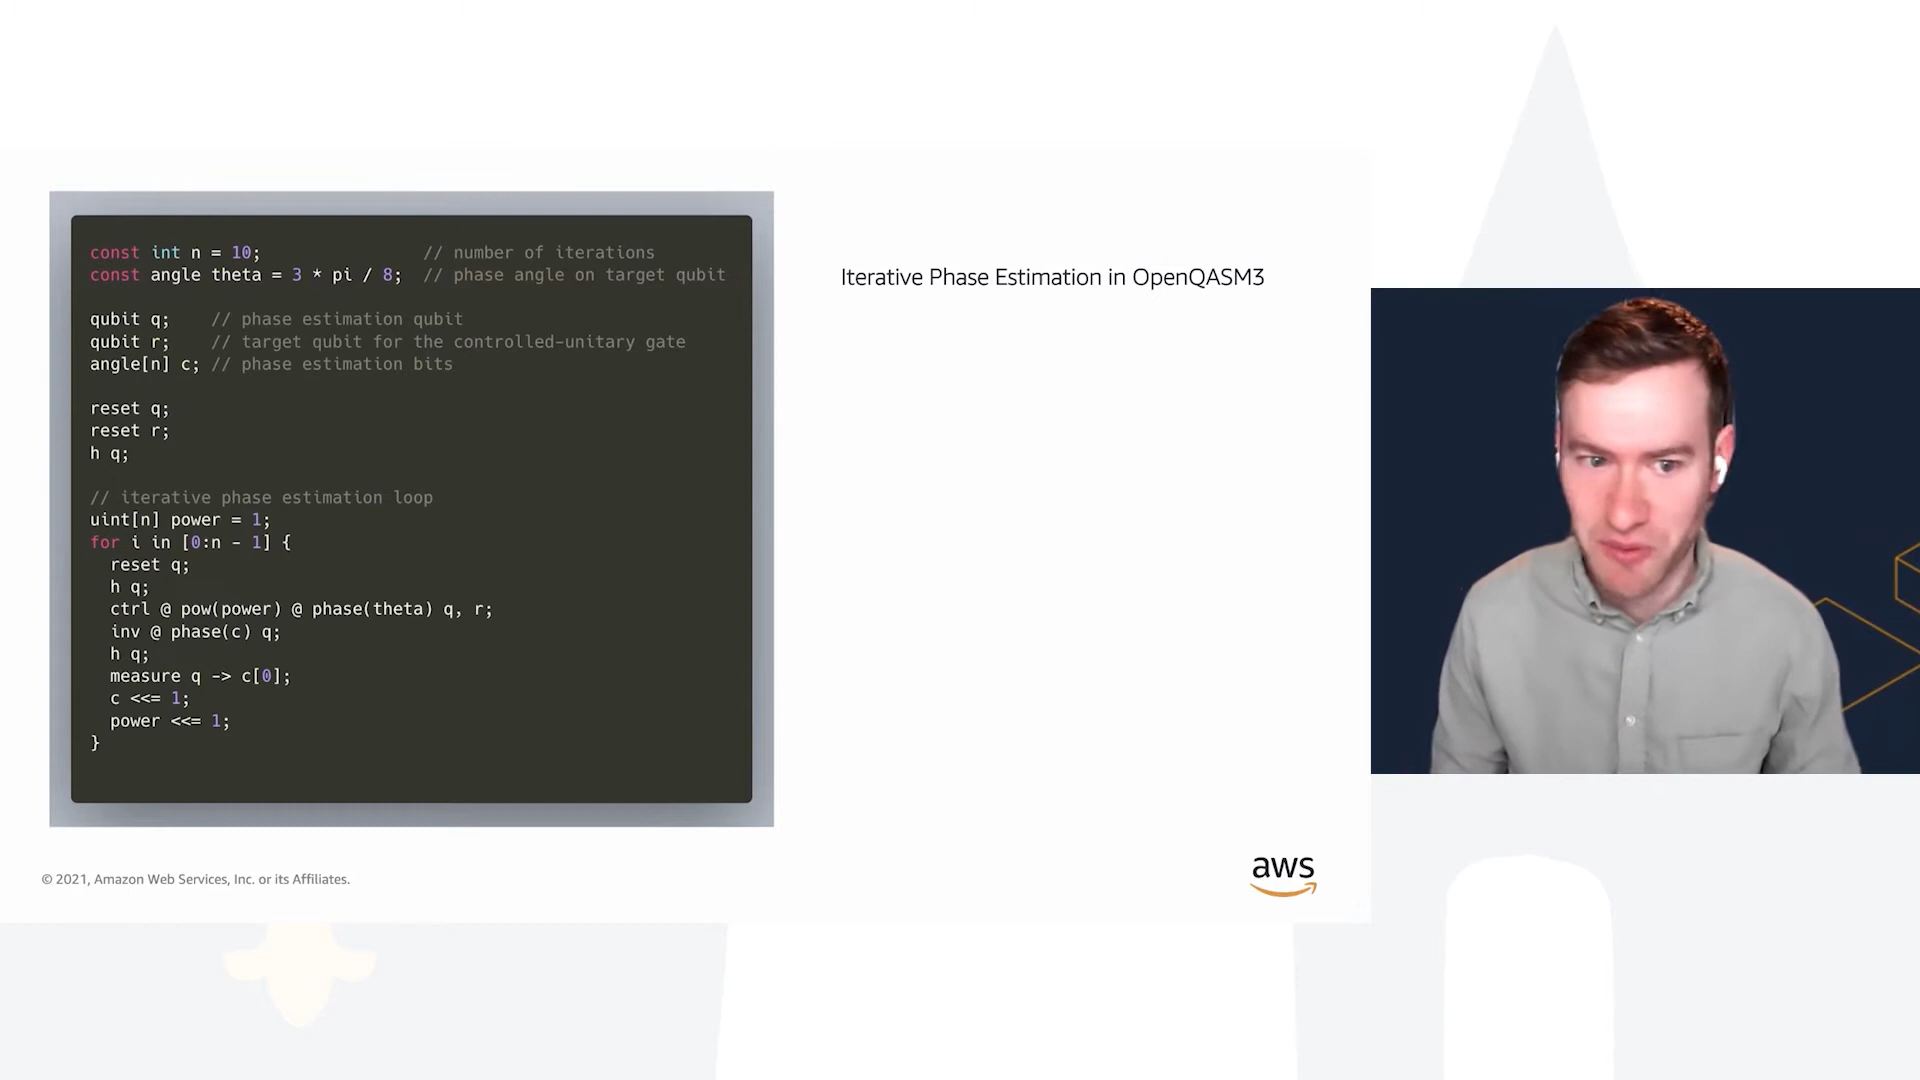 const int n = 10;                // number of iterations
const angle theta = 3 * pi / 8;  // phase angle on target qubit
qubit q;    // phase estimation qubit
qubit r;    // target qubit for the controlled-unitary gate
angle[n] c; // phase estimation bits
reset q;
reset r;
h q;
// iterative phase estimation loop
uint[n] power = 1;
for i in [0:n - 1] {
  reset q;
  h q;
  ctrl @ pow(power) @ phase(theta) q, r;
  inv @ phase(c) q;
  h q;
  measure q -> c[0];
  c <<= 1;
  power <<= 1;
}
Iterative Phase Estimation in OpenQASM3
© 2021, Amazon Web Services, Inc. or its Affiliates.
aws